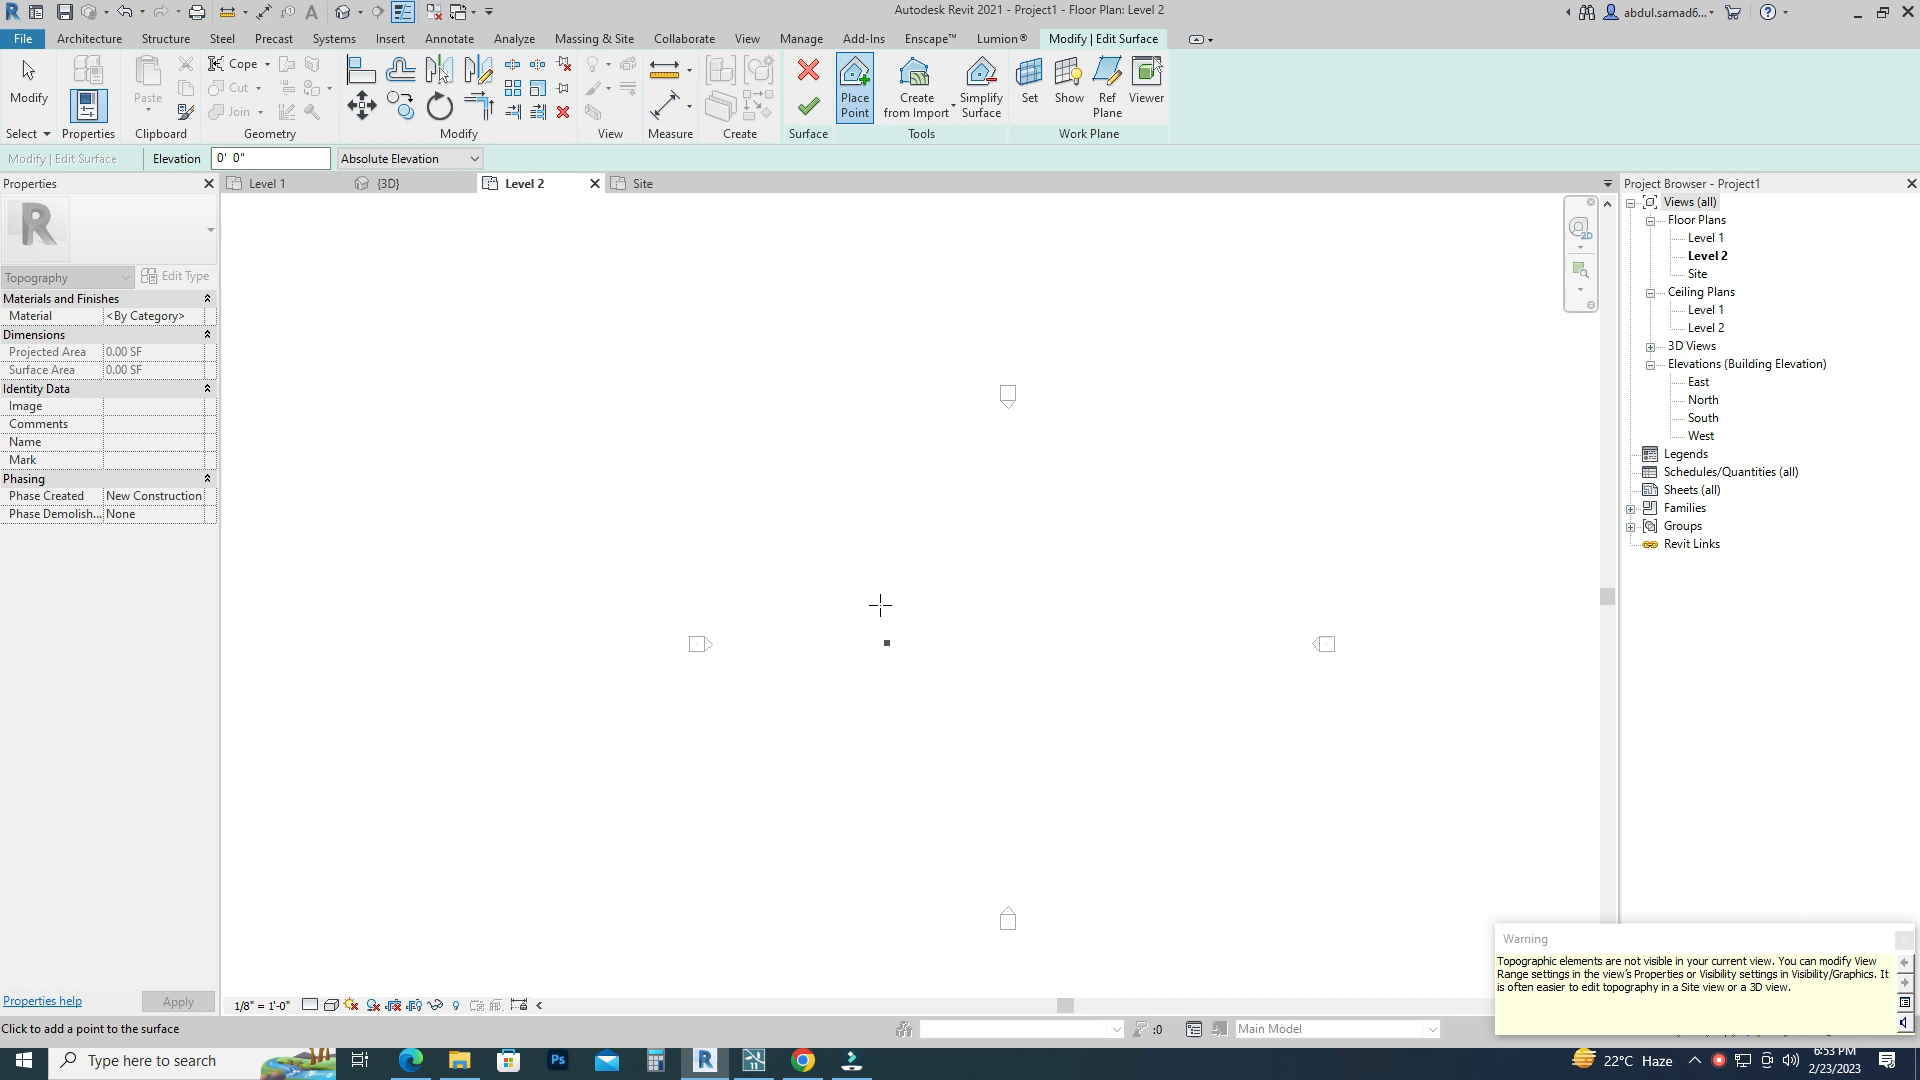 Autodesk Revit 2021 - Project1 - Floor Plan: Level 2
abdul.samad6...
File Architecture Structure Steel Precast Systems Insert Annotate Analyze Massing & Site Collaborate View Manage Add-Ins Enscape™ Lumion® Modify | Edit Surface
Modify
Select
Properties
Paste
Clipboard
Cope
Cut
Join
Geometry
Modify
View
Measure
Create
Surface
Place
Point
Create
from Import
Simplify
Surface
Tools
Set
Show
Ref
Plane
Viewer
Work Plane
Modify | Edit Surface
Elevation 0' 0" Absolute Elevation
Properties
Level 1
{3D}
Level 2
Site
Topography
Edit Type
Materials and Finishes
Material <By Category>
Dimensions
Projected Area 0.00 SF
Surface Area 0.00 SF
Identity Data
Image
Comments
Name
Mark
Phasing
Phase Created New Construction
Phase Demolish... None
Properties help
Apply
2D
Project Browser - Project1
Views (all)
Floor Plans
Level 1
Level 2
Site
Ceiling Plans
Level 1
Level 2
3D Views
Elevations (Building Elevation)
East
North
South
West
Legends
Schedules/Quantities (all)
Sheets (all)
Families
Groups
Revit Links
Warning
Topographic elements are not visible in your current view. You can modify View
Range settings in the view's Properties or Visibility settings in Visibility/Graphics. It
is often easier to edit topography in a Site view or a 3D view.
1/8" = 1'-0"
Click to add a point to the surface
:0
Main Model
Type here to search
Ps
22°C Haze
6:53 PM
2/23/2023